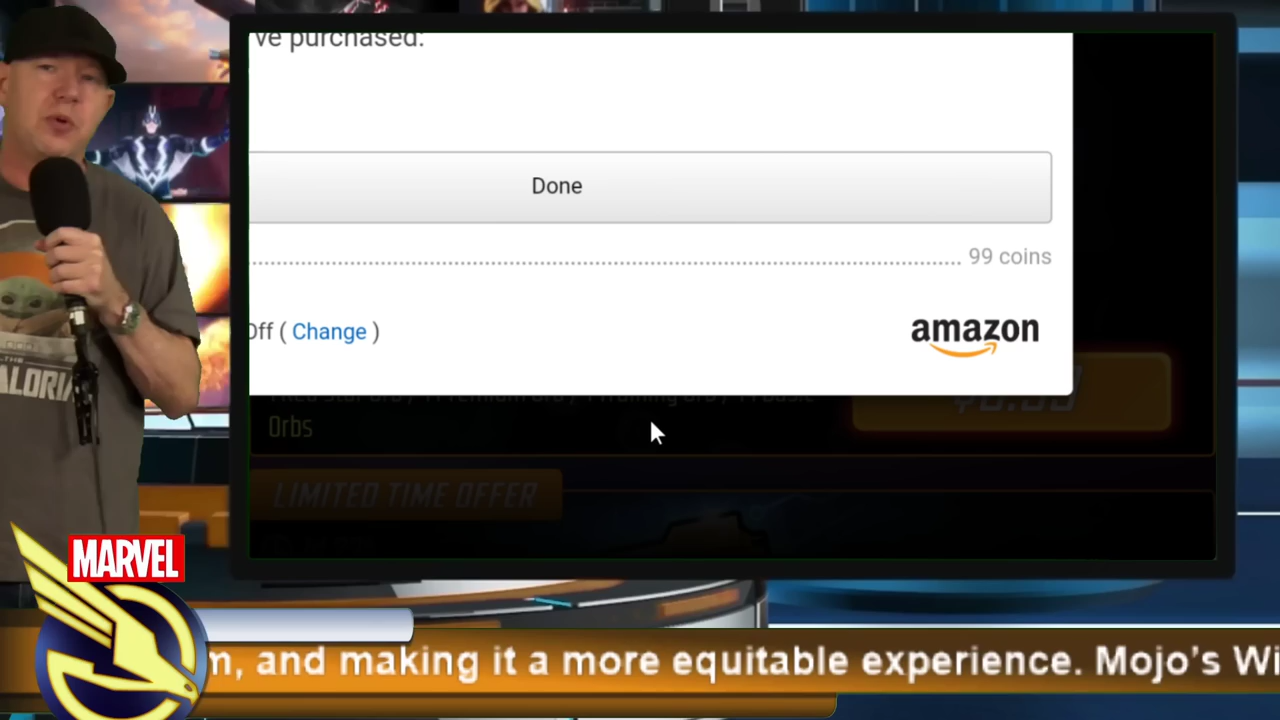 've purchased:
Done
99 coins
Off ( Change )
amazon
Orbs
LIMITED TIME OFFER
MARVEL
m, and making it a more equitable experience. Mojo's Wi